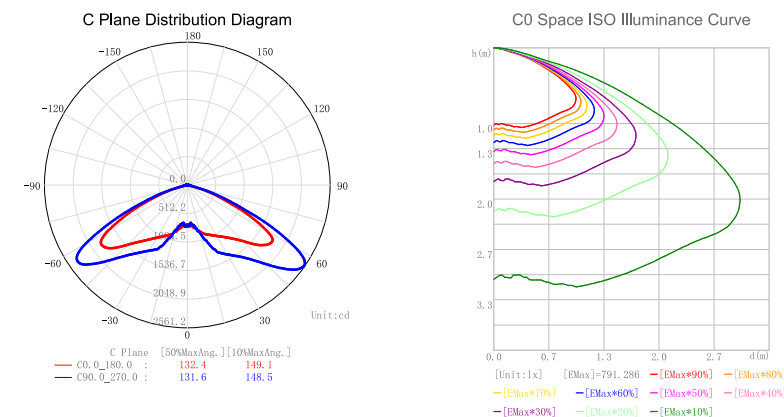 C Plane Distribution Diagram
180
-150
150
-120
120
-90
90
-60
60
-30
30
0
0.0
512.2
1024.5
1536.7
2048.9
2561.2
Unit:cd
C Plane [50%MaxAng.][10%MaxAng.]
C0.0_180.0 : 132.4 149.1
C90.0_270.0 : 131.6 148.5
C0 Space ISO Illuminance Curve
h(m)
1.0
1.3
2.0
2.7
3.3
0.0 0.7 1.3 2.0 2.7 d(m)
[Unit:lx] [EMax]=791.286 [EMax*90%] [EMax*80%]
[EMax*70%] [EMax*60%] [EMax*50%] [EMax*40%]
[EMax*30%] [EMax*20%] [EMax*10%]